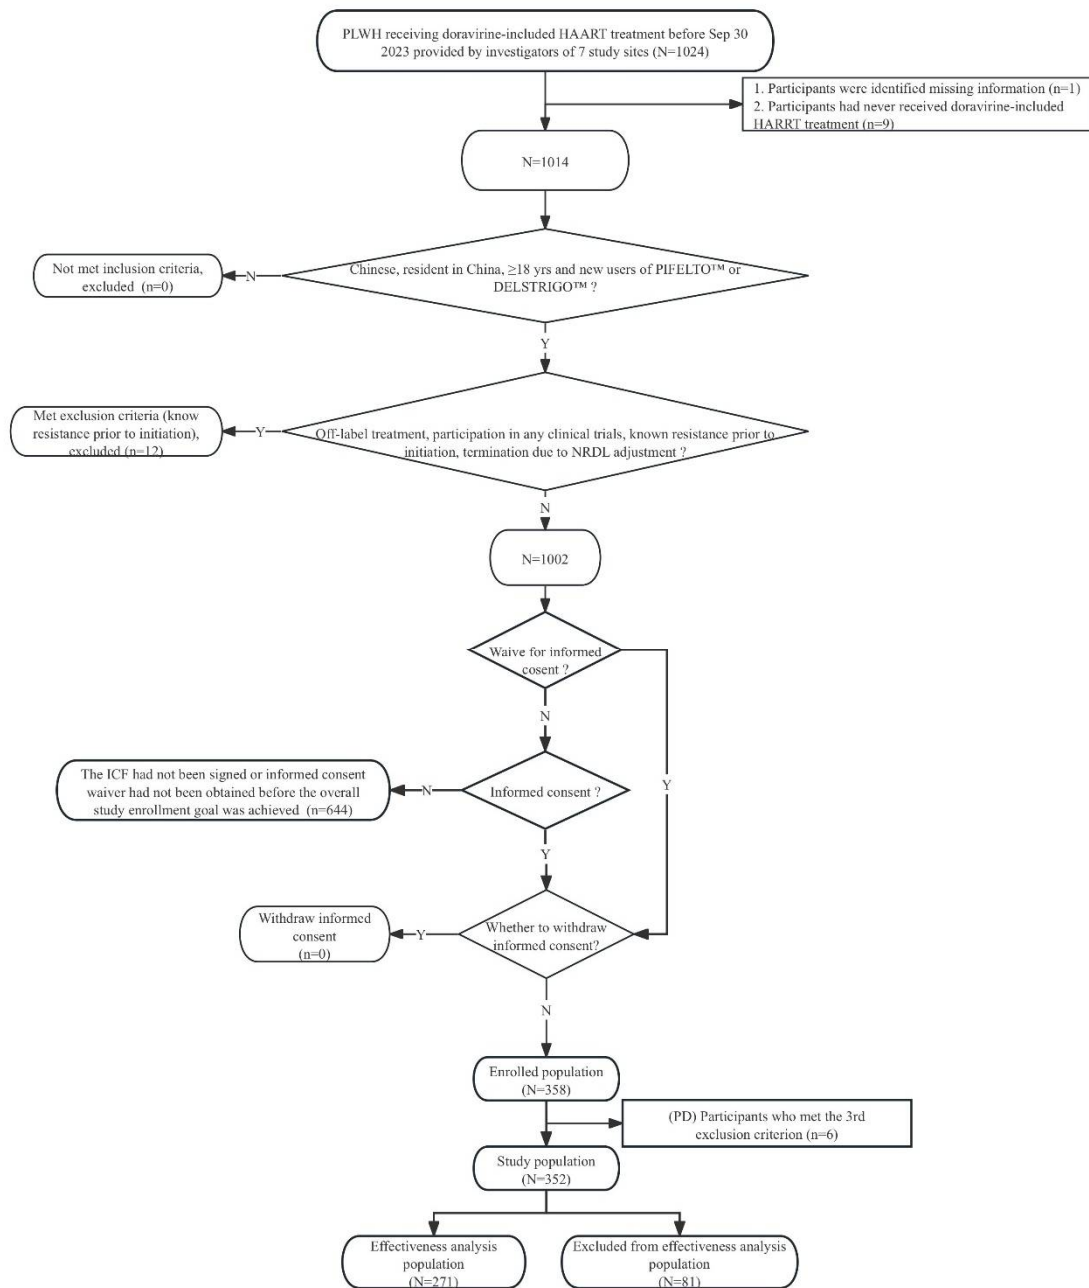 PLWH receiving doravirine-included HAART treatment before Sep 30
2023 provided by investigators of 7 study sites (N=1024)
1. Participants were identified missing information (n=1)
2. Participants had never received doravirine-included
HARRT treatment (n=9)
N=1014
Not met inclusion criteria,
excluded (n=0)
N
Chinese, resident in China, ≥18 yrs and new users of PIFELTO™ or
DELSTRIGO™ ?
Y
Met exclusion criteria (know
resistance prior to initiation),
excluded (n=12)
Y
Off-label treatment, participation in any clinical trials, known resistance prior to
initiation, termination due to NRDL adjustment ?
N
N=1002
Waive for informed
cosent ?
N
Y
The ICF had not been signed or informed consent
waiver had not been obtained before the overall
study enrollment goal was achieved (n=644)
N
Informed consent ?
Y
Withdraw informed
consent
(n=0)
Y
Whether to withdraw
informed consent?
N
Enrolled population
(N=358)
(PD) Participants who met the 3rd
exclusion criterion (n=6)
Study population
(N=352)
Effectiveness analysis
population
(N=271)
Excluded from effectiveness analysis
population
(N=81)